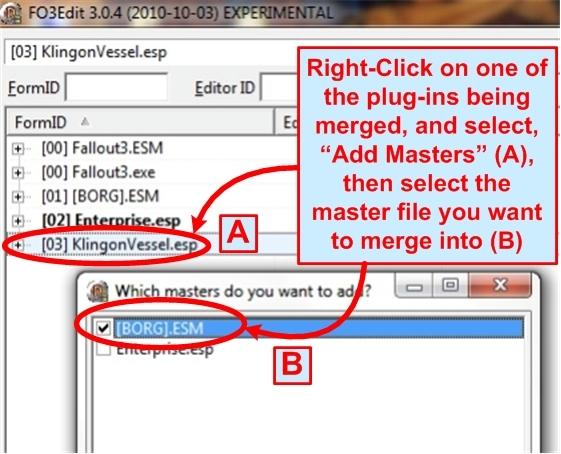 FO3Edit 3.0.4 (2010-10-03) EXPERIMENTAL
[03] KlingonVessel.esp
FormID
Editor ID
FormID
Ed
[00] Fallout3.ESM
[00] Fallout3.exe
[01] [BORG].ESM
[02] Enterprise.esp
[03] KlingonVessel.esp
A
Right-Click on one of
the plug-ins being
merged, and select,
“Add Masters” (A),
then select the
master file you want
to merge into (B)
Which masters do you want to add?
[BORG].ESM
Enterprise.esp
B